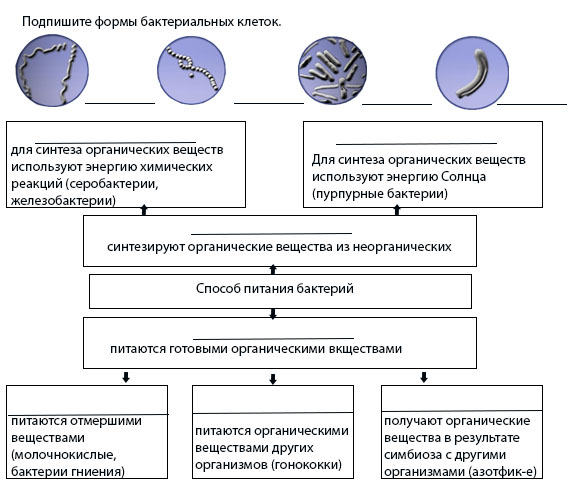 Подпишите формы бактериальных клеток.
для синтеза органических веществ
используют энергию химических
реакций (серобактерии,
железобактерии)
Для синтеза органических веществ
используют энергию Солнца
(пурпурные бактерии)
синтезируют органические вещества из неорганических
Способ питания бактерий
питаются готовыми органическими вкществами
питаются отмершими
веществами
(молочнокислые,
бактерии гниения)
питаются органическими
веществами других
организмов (гонококки)
получают органические
вещества в результате
симбиоза с другими
организмами (азотфик-е)